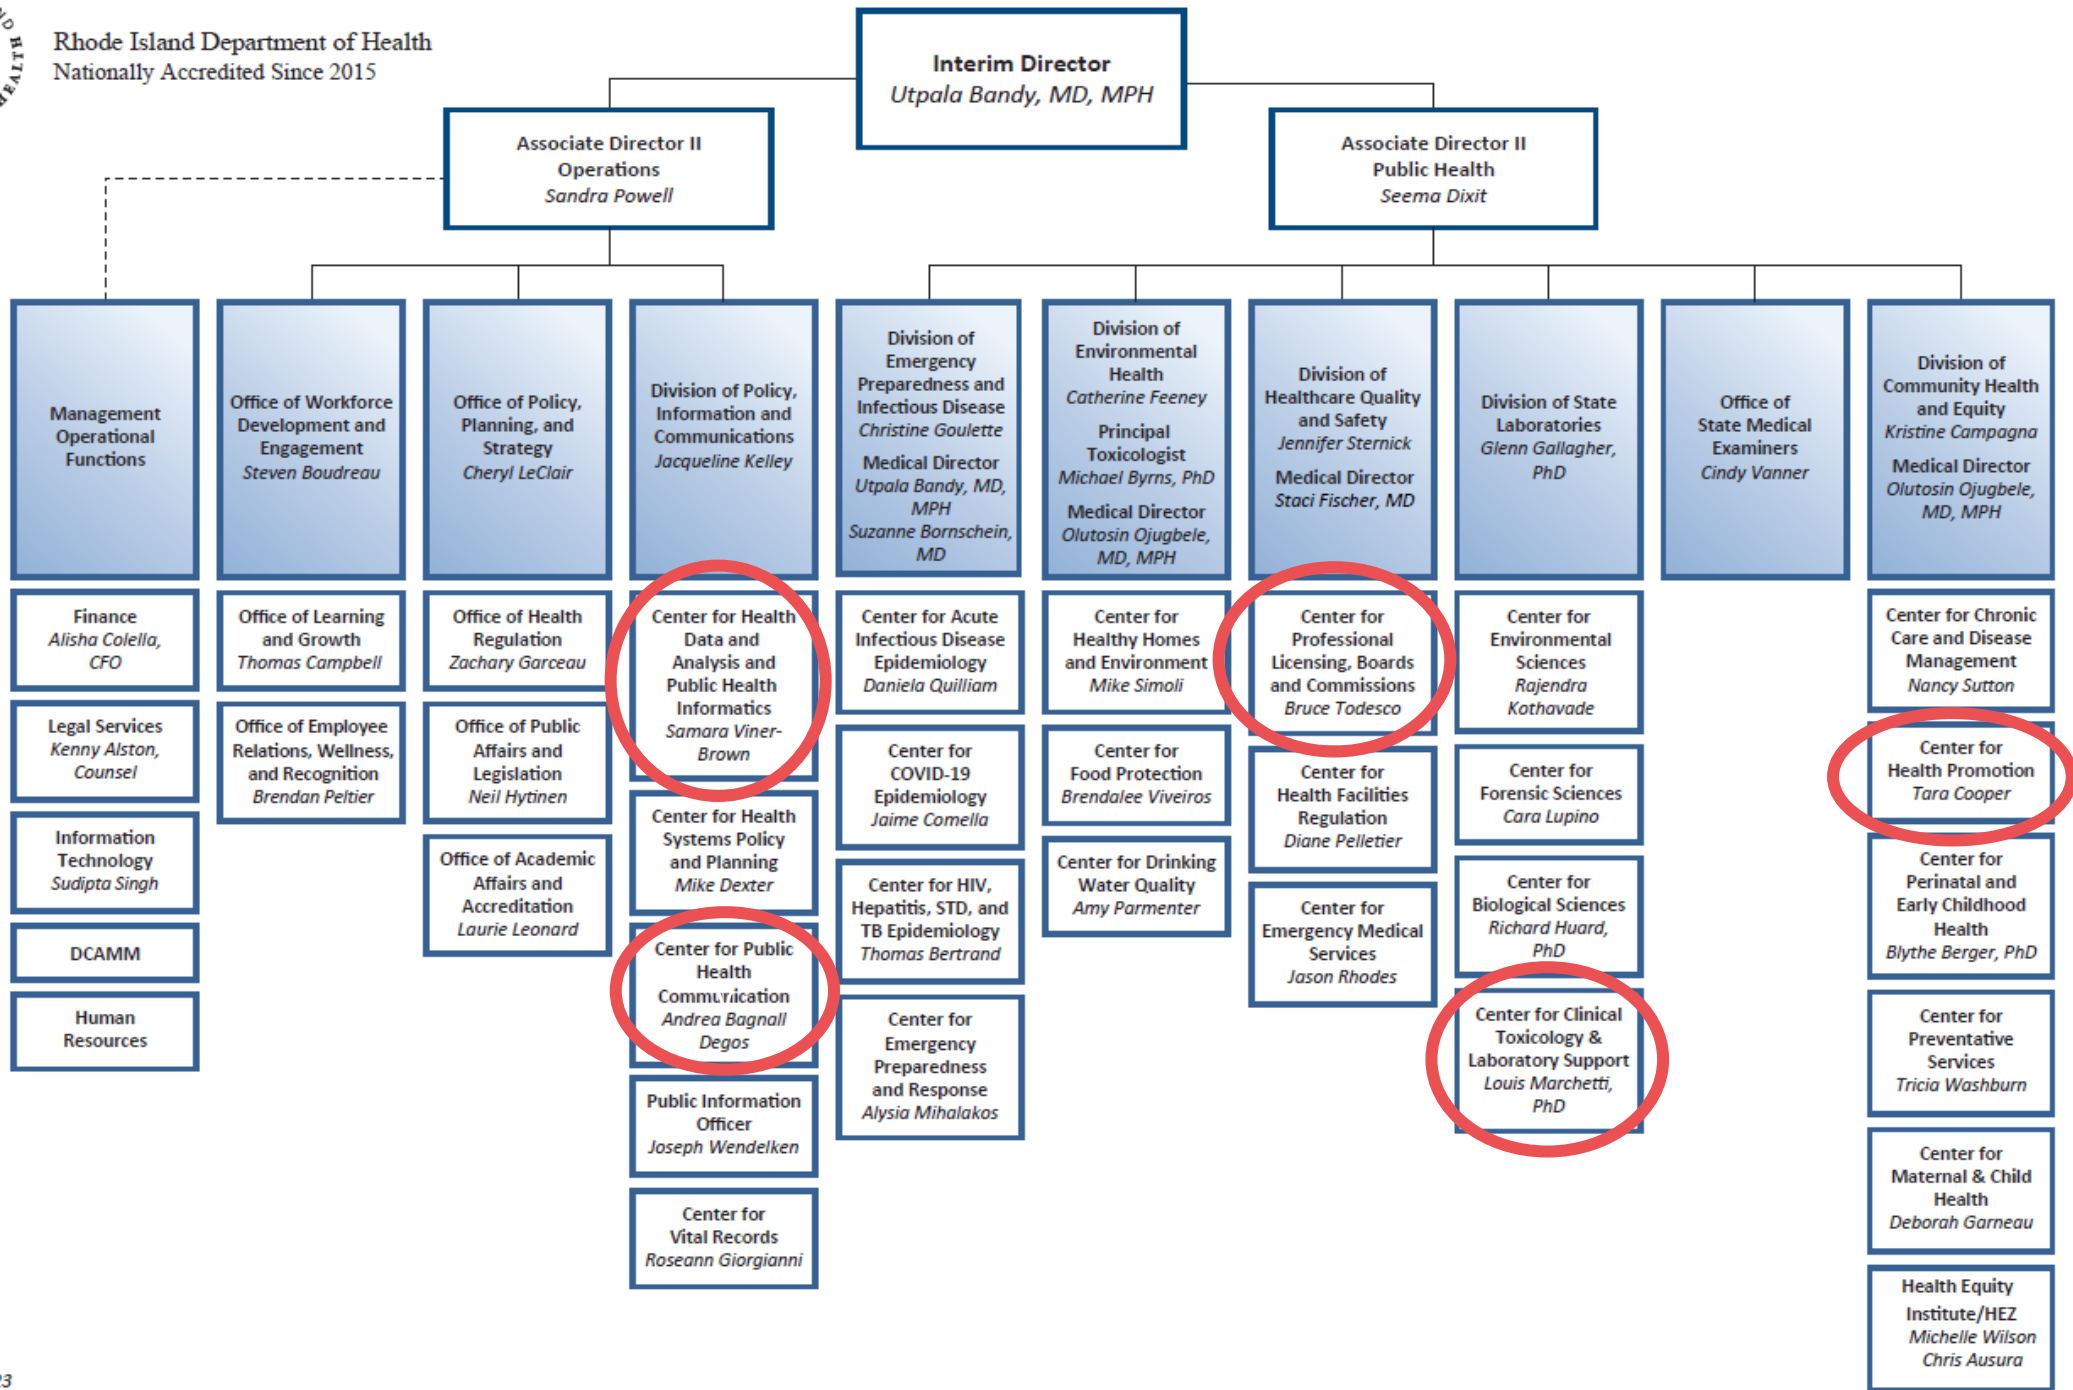 Rhode Island Department of Health
Nationally Accredited Since 2015
Interim Director
Utpala Bandy, MD, MPH
Associate Director II
Operations
Sandra Powell
Associate Director II
Public Health
Seema Dixit
Management
Operational
Functions
Finance
Alisha Colella,
CFO
Legal Services
Kenny Alston,
Counsel
Information
Technology
Sudipta Singh
DCAMM
Human
Resources
Office of Workforce
Development and
Engagement
Steven Boudreau
Office of Learning
and Growth
Thomas Campbell
Office of Employee
Relations, Wellness,
and Recognition
Brendan Peltier
Office of Policy,
Planning, and
Strategy
Cheryl LeClair
Office of Health
Regulation
Zachary Garceau
Office of Public
Affairs and
Legislation
Neil Hytinen
Office of Academic
Affairs and
Accreditation
Laurie Leonard
Division of Policy,
Information and
Communications
Jacqueline Kelley
Center for Health
Data and
Analysis and
Public Health
Informatics
Samara Viner-
Brown
Center for Health
Systems Policy
and Planning
Mike Dexter
Center for Public
Health
Communication
Andrea Bagnall
Degos
Public Information
Officer
Joseph Wendelken
Center for
Vital Records
Roseann Giorgianni
Division of
Emergency
Preparedness and
Infectious Disease
Christine Goulette
Medical Director
Utpala Bandy, MD,
MPH
Suzanne Bornschein,
MD
Center for Acute
Infectious Disease
Epidemiology
Daniela Quilliam
Center for
COVID-19
Epidemiology
Jaime Comella
Center for HIV,
Hepatitis, STD, and
TB Epidemiology
Thomas Bertrand
Center for
Emergency
Preparedness
and Response
Alysia Mihalakos
Division of
Environmental
Health
Catherine Feeney
Principal
Toxicologist
Michael Byrns, PhD
Medical Director
Olutosin Ojugbele,
MD, MPH
Center for
Healthy Homes
and Environment
Mike Simoli
Center for
Food Protection
Brendalee Viveiros
Center for Drinking
Water Quality
Amy Parmenter
Division of
Healthcare Quality
and Safety
Jennifer Sternick
Medical Director
Staci Fischer, MD
Center for
Professional
Licensing, Boards
and Commissions
Bruce Todesco
Center for
Health Facilities
Regulation
Diane Pelletier
Center for
Emergency Medical
Services
Jason Rhodes
Division of State
Laboratories
Glenn Gallagher,
PhD
Center for
Environmental
Sciences
Rajendra
Kothavade
Center for
Forensic Sciences
Cara Lupino
Center for
Biological Sciences
Richard Huard,
PhD
Center for Clinical
Toxicology &
Laboratory Support
Louis Marchetti,
PhD
Office of
State Medical
Examiners
Cindy Vanner
Division of
Community Health
and Equity
Kristine Campagna
Medical Director
Olutosin Ojugbele,
MD, MPH
Center for Chronic
Care and Disease
Management
Nancy Sutton
Center for
Health Promotion
Tara Cooper
Center for
Perinatal and
Early Childhood
Health
Blythe Berger, PhD
Center for
Preventative
Services
Tricia Washburn
Center for
Maternal & Child
Health
Deborah Garneau
Health Equity
Institute/HEZ
Michelle Wilson
Chris Ausura